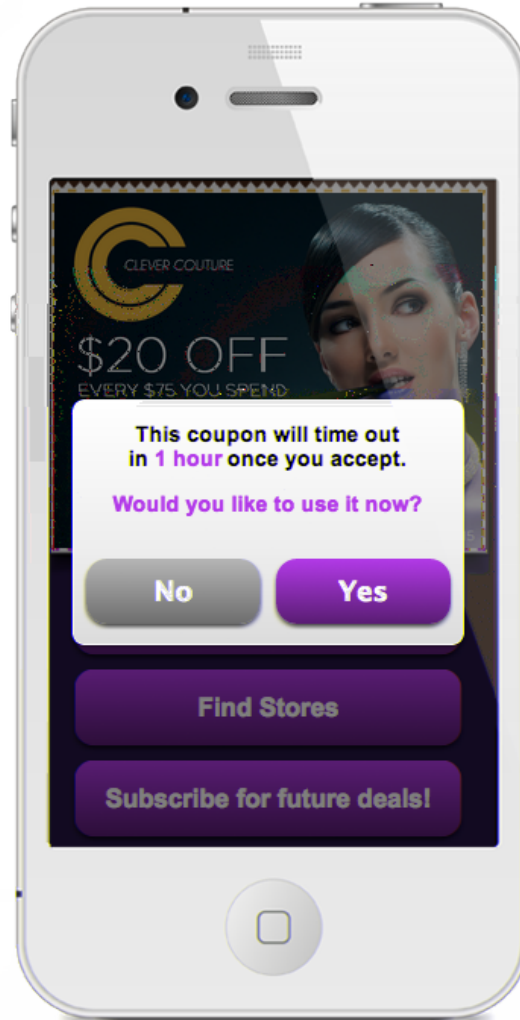 CLEVER COUTURE
$20 OFF
EVERY $75 YOU SPEND
This coupon will time out
in 1 hour once you accept.
Would you like to use it now?
No Yes
Find Stores
Subscribe for future deals!